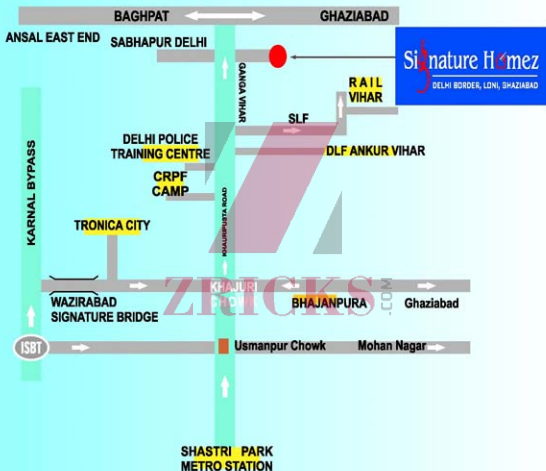 BAGHPAT
GHAZIABAD
ANSAL EAST END
SABHAPUR DELHI
Signature Homez
DELHI BORDER, LONI, GHAZIABAD
GANGA VIHAR
RAIL
VIHAR
SLF
DELHI POLICE
TRAINING CENTRE
DLF ANKUR VIHAR
CRPF
CAMP
KARNAL BYPASS
KHAURIPUSTA ROAD
TRONICA CITY
KHAJURI
CHOWK
ZRICKS.COM
WAZIRABAD
SIGNATURE BRIDGE
BHAJANPURA
Ghaziabad
ISBT
Usmanpur Chowk
Mohan Nagar
SHASTRI PARK
METRO STATION